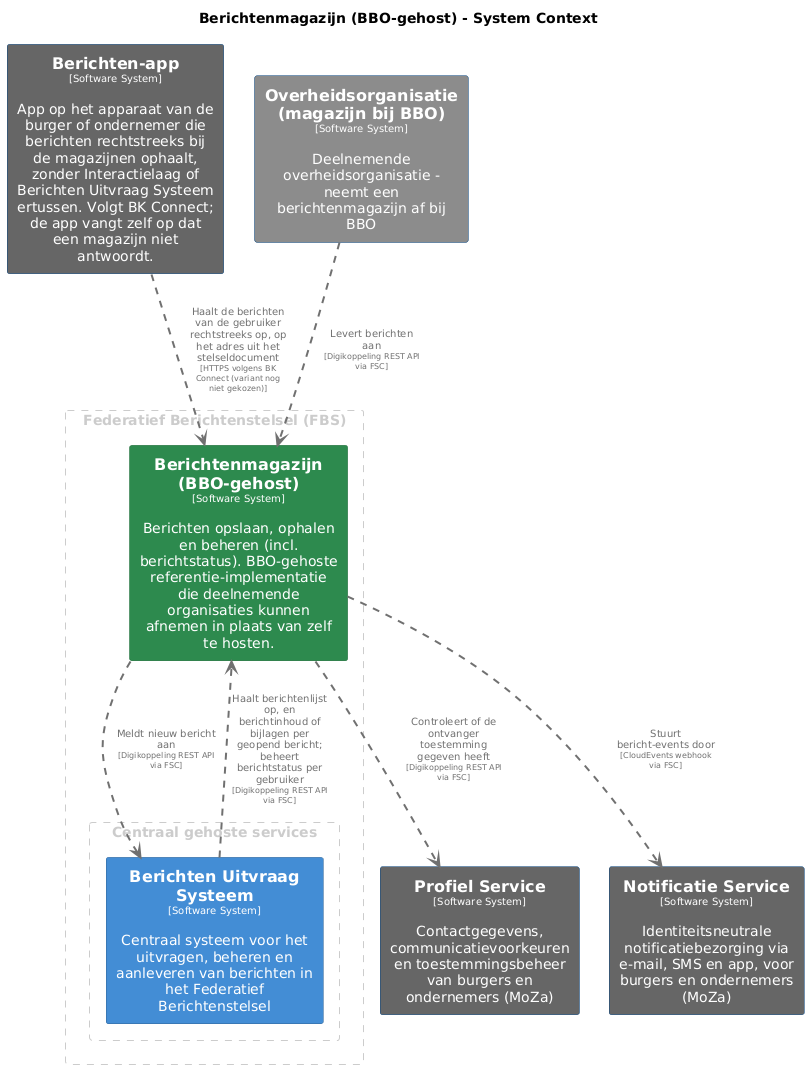 Berichtenmagazijn (BBO-gehost) - System Context
Berichten-app
[Software System]
App op het apparaat van de
burger of ondernemer die
berichten rechtstreeks bij
de magazijnen ophaalt,
zonder Interactielaag of
Berichten Uitvraag Systeem
ertussen. Volgt BK Connect;
de app vangt zelf op dat
een magazijn niet
antwoordt.
Overheidsorganisatie
(magazijn bij BBO)
[Software System]
Deelnemende
overheidsorganisatie -
neemt een
berichtenmagazijn af bij
BBO
Haalt de berichten
van de gebruiker
rechtstreeks op, op
het adres uit het
stelseldocument
[HTTPS volgens BK
Connect (variant nog
niet gekozen)]
Levert berichten
aan
[Digikoppeling REST API
via FSC]
Federatief Berichtenstelsel (FBS)
Berichtenmagazijn
(BBO-gehost)
[Software System]
Berichten opslaan, ophalen
en beheren (incl.
berichtstatus). BBO-gehoste
referentie-implementatie
die deelnemende
organisaties kunnen
afnemen in plaats van zelf
te hosten.
Meldt nieuw bericht
aan
[Digikoppeling REST API
via FSC]
Haalt berichtenlijst
op, en
berichtinhoud of
bijlagen per
geopend bericht;
beheert
berichtstatus per
gebruiker
[Digikoppeling REST API
via FSC]
Controleert of de
ontvanger
toestemming
gegeven heeft
[Digikoppeling REST API
via FSC]
Stuurt
bericht-events door
[CloudEvents webhook
via FSC]
Centraal gehoste services
Berichten Uitvraag
Systeem
[Software System]
Centraal systeem voor het
uitvragen, beheren en
aanleveren van berichten in
het Federatief
Berichtenstelsel
Profiel Service
[Software System]
Contactgegevens,
communicatievoorkeuren
en toestemmingsbeheer
van burgers en
ondernemers (MoZa)
Notificatie Service
[Software System]
Identiteitsneutrale
notificatiebezorging via
e-mail, SMS en app, voor
burgers en ondernemers
(MoZa)